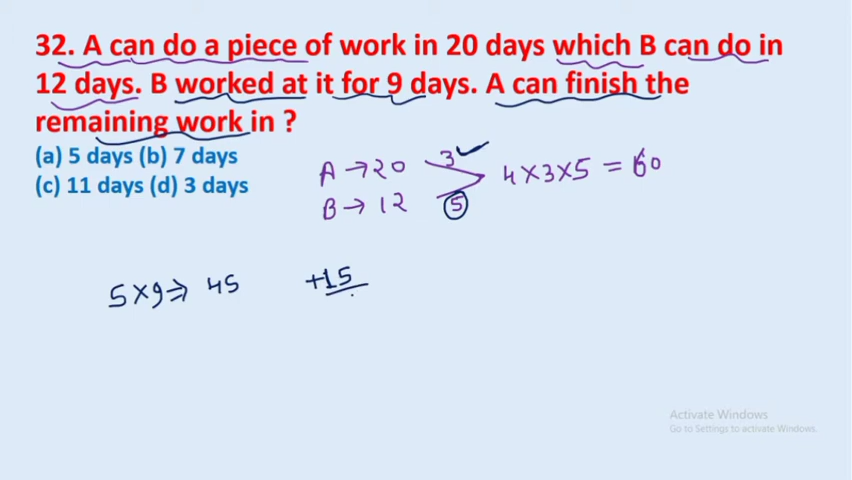 32. A can do a piece of work in 20 days which B can do in
12 days. B worked at it for 9 days. A can finish the
remaining work in ?
(a) 5 days (b) 7 days
(c) 11 days (d) 3 days
A → 20 3 4×3×5 = 60
B → 12 5
5×9 ⇒ 45 +15
Activate Windows
Go to Settings to activate Windows.